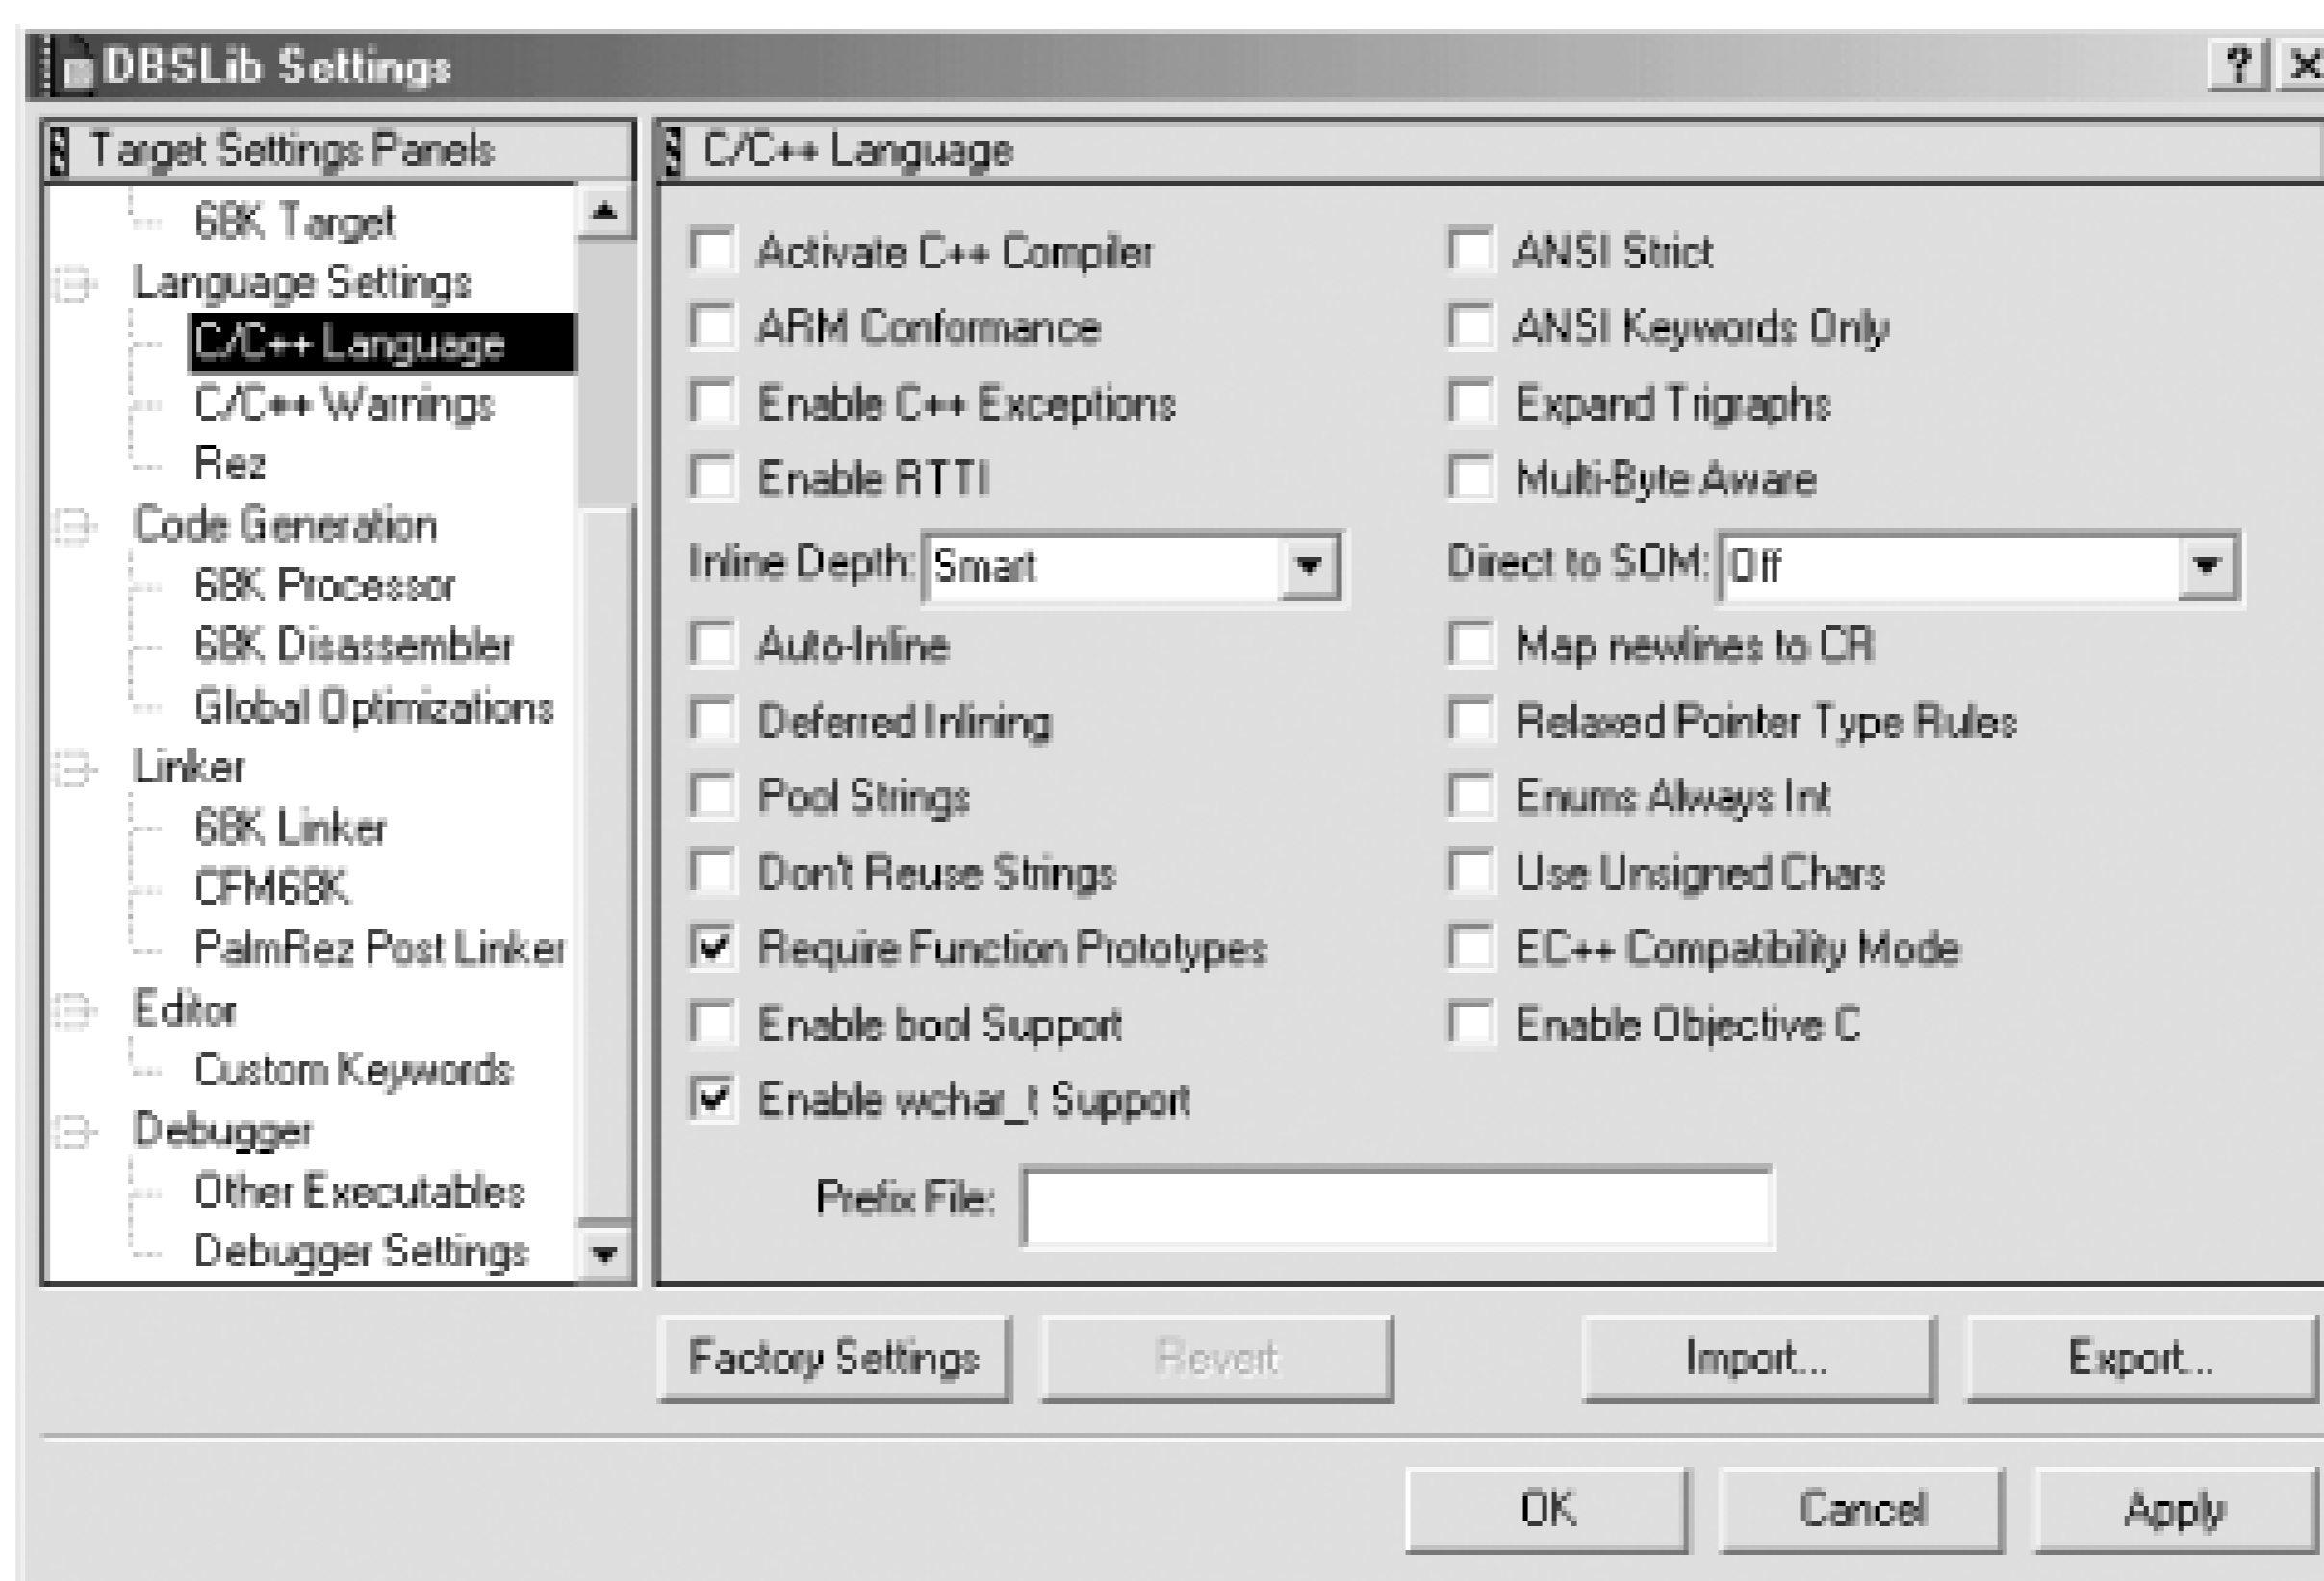 DBSLib Settings
Target Settings Panels
68K Target
Language Settings
C/C++ Language
C/C++ Warnings
Rez
Code Generation
68K Processor
68K Disassembler
Global Optimizations
Linker
68K Linker
CFM68K
PalmRez Post Linker
Editor
Custom Keywords
Debugger
Other Executables
Debugger Settings
C/C++ Language
Activate C++ Compiler
ARM Conformance
Enable C++ Exceptions
Enable RTTI
Inline Depth: Smart
Auto-Inline
Deferred Inlining
Pool Strings
Don't Reuse Strings
Require Function Prototypes
Enable bool Support
Enable wchar_t Support
ANSI Strict
ANSI Keywords Only
Expand Trigraphs
Multi-Byte Aware
Direct to SOM: Off
Map newlines to CR
Relaxed Pointer Type Rules
Enums Always Int
Use Unsigned Chars
EC++ Compatibility Mode
Enable Objective C
Prefix File:
Factory Settings
Revert
Import...
Export...
OK
Cancel
Apply